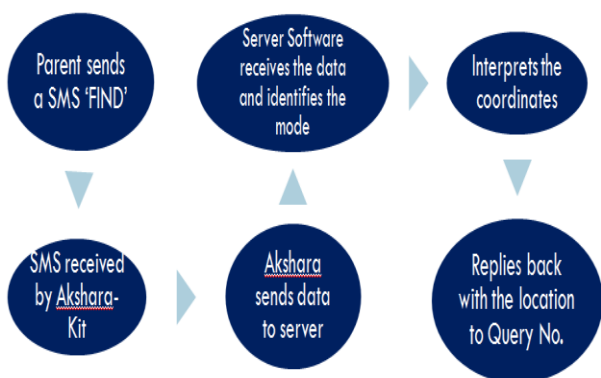 Parent sends
a SMS 'FIND'
SMS received
by Akshara-
Kit
Akshara
sends data
to server
Server Software
receives the data
and identifies the
mode
Interprets the
coordinates
Replies back
with the location
to Query No.